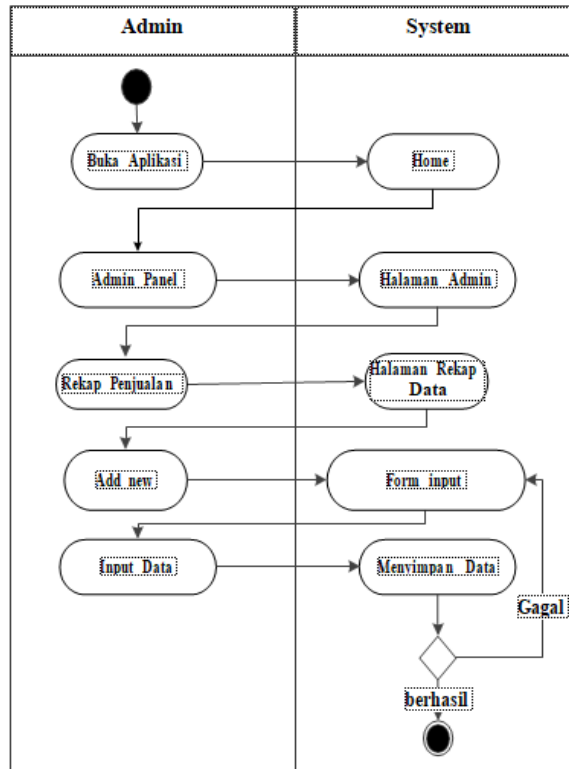 Admin
System
Buka Aplikasi
Home
Admin Panel
Halaman Admin
Rekap Penjualan
Halaman Rekap
Data
Add new
Form input
Input Data
Menvimpan Data
Gagal
berhasil